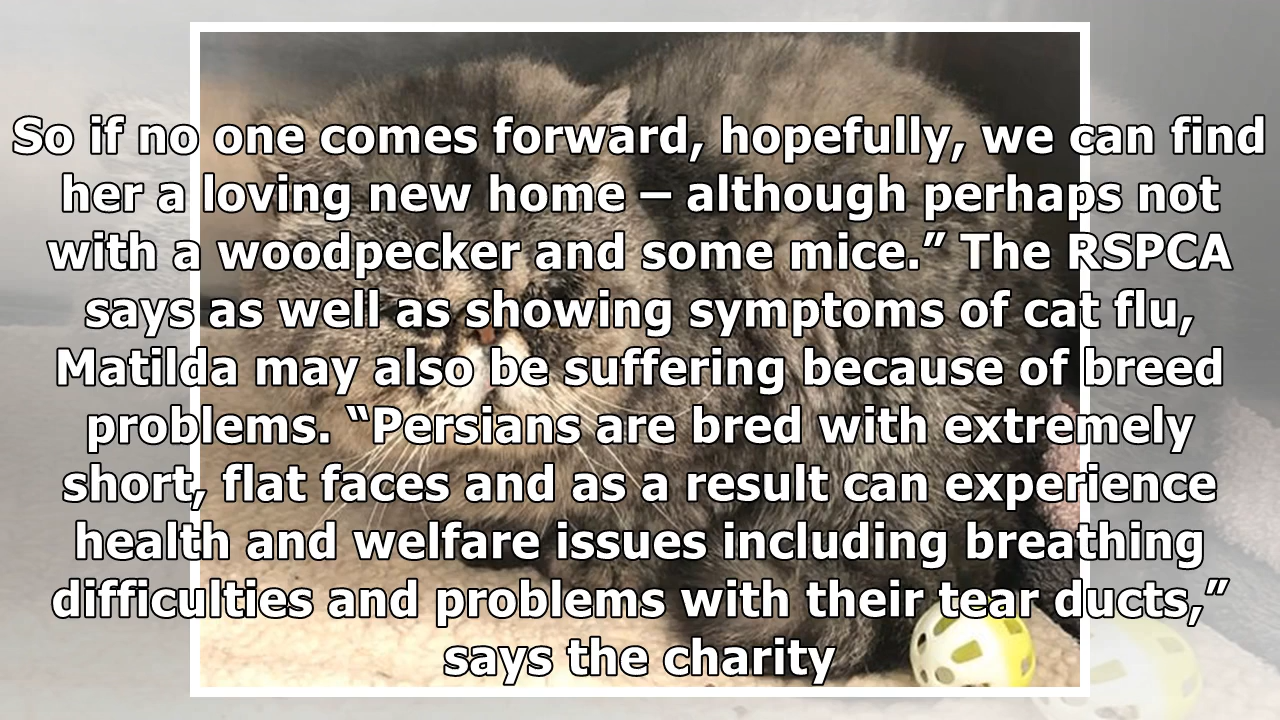 So if no one comes forward, hopefully, we can find
her a loving new home – although perhaps not
with a woodpecker and some mice.” The RSPCA
says as well as showing symptoms of cat flu,
Matilda may also be suffering because of breed
problems. “Persians are bred with extremely
short, flat faces and as a result can experience
health and welfare issues including breathing
difficulties and problems with their tear ducts,”
says the charity